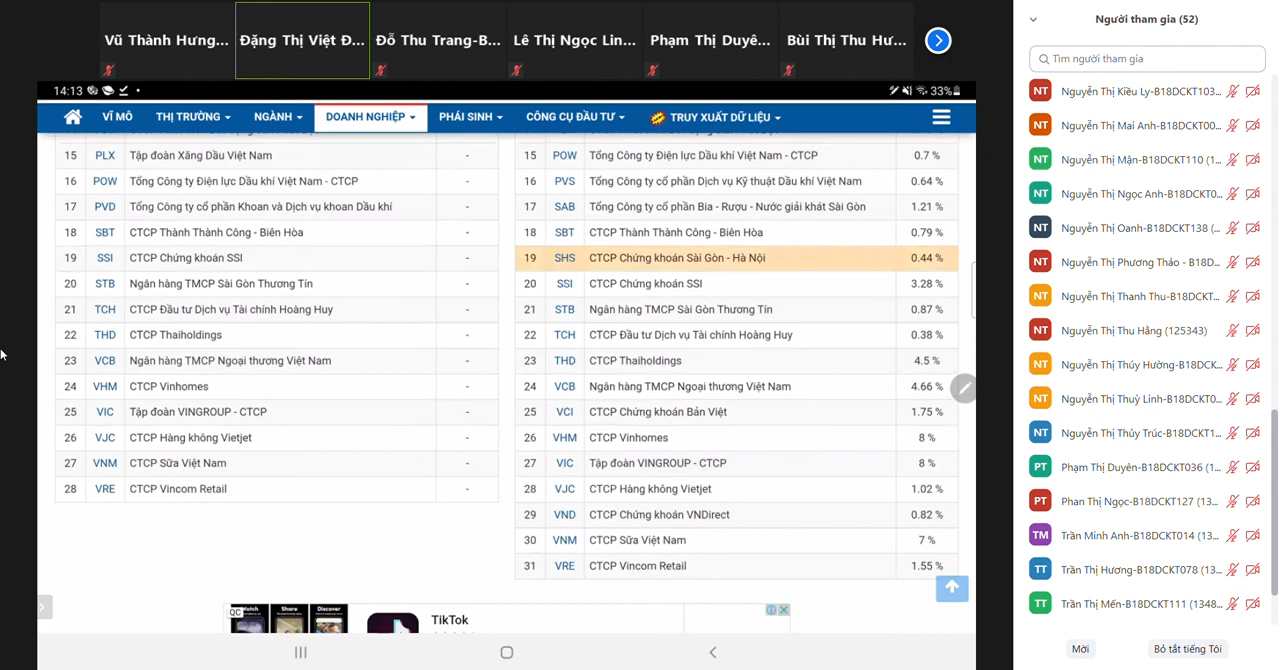 Vũ Thành Hưng... Đặng Thị Việt Đ... Đỗ Thu Trang-B... Lê Thị Ngọc Lin... Phạm Thị Duyê... Bùi Thị Thu Hư...
14:13 33%
VĨ MÔ THỊ TRƯỜNG NGÀNH DOANH NGHIỆP PHÁI SINH CÔNG CỤ ĐẦU TƯ TRUY XUẤT DỮ LIỆU
15 PLX Tập đoàn Xăng Dầu Việt Nam -
16 POW Tổng Công ty Điện lực Dầu khí Việt Nam - CTCP -
17 PVD Tổng Công ty cổ phần Khoan và Dịch vụ khoan Dầu khí -
18 SBT CTCP Thành Thành Công - Biên Hòa -
19 SSI CTCP Chứng khoán SSI -
20 STB Ngân hàng TMCP Sài Gòn Thương Tín -
21 TCH CTCP Đầu tư Dịch vụ Tài chính Hoàng Huy -
22 THD CTCP Thaiholdings -
23 VCB Ngân hàng TMCP Ngoại thương Việt Nam -
24 VHM CTCP Vinhomes -
25 VIC Tập đoàn VINGROUP - CTCP -
26 VJC CTCP Hàng không Vietjet -
27 VNM CTCP Sữa Việt Nam -
28 VRE CTCP Vincom Retail -
15 POW Tổng Công ty Điện lực Dầu khí Việt Nam - CTCP 0.7 %
16 PVS Tổng Công ty cổ phần Dịch vụ Kỹ thuật Dầu khí Việt Nam 0.64 %
17 SAB Tổng Công ty cổ phần Bia - Rượu - Nước giải khát Sài Gòn 1.21 %
18 SBT CTCP Thành Thành Công - Biên Hòa 0.79 %
19 SHS CTCP Chứng khoán Sài Gòn - Hà Nội 0.44 %
20 SSI CTCP Chứng khoán SSI 3.28 %
21 STB Ngân hàng TMCP Sài Gòn Thương Tín 0.87 %
22 TCH CTCP Đầu tư Dịch vụ Tài chính Hoàng Huy 0.38 %
23 THD CTCP Thaiholdings 4.5 %
24 VCB Ngân hàng TMCP Ngoại thương Việt Nam 4.66 %
25 VCI CTCP Chứng khoán Bản Việt 1.75 %
26 VHM CTCP Vinhomes 8 %
27 VIC Tập đoàn VINGROUP - CTCP 8 %
28 VJC CTCP Hàng không Vietjet 1.02 %
29 VND CTCP Chứng khoán VNDirect 0.82 %
30 VNM CTCP Sữa Việt Nam 7 %
31 VRE CTCP Vincom Retail 1.55 %
QC Share Discover
TikTok
Người tham gia (52)
Tìm người tham gia
NT Nguyễn Thị Kiều Ly-B18DCKT103...
NT Nguyễn Thị Mai Anh-B18DCKT00...
NT Nguyễn Thị Mận-B18DCKT110 (1...
NT Nguyễn Thị Ngọc Anh-B18DCKT0...
NT Nguyễn Thị Oanh-B18DCKT138 (...
NT Nguyễn Thị Phương Thảo - B18D...
NT Nguyễn Thị Thanh Thu-B18DCKT...
NT Nguyễn Thị Thu Hằng (125343)
NT Nguyễn Thị Thúy Hường-B18DCK...
NT Nguyễn Thị Thuỳ Linh-B18DCKT0...
NT Nguyễn Thị Thủy Trúc-B18DCKT1...
PT Phạm Thị Duyên-B18DCKT036 (1...
PT Phan Thị Ngọc-B18DCKT127 (13...
TM Trần Minh Anh-B18DCKT014 (13...
TT Trần Thị Hương-B18DCKT078 (13...
TT Trần Thị Mến-B18DCKT111 (1348...
Mời Bỏ tắt tiếng Tôi